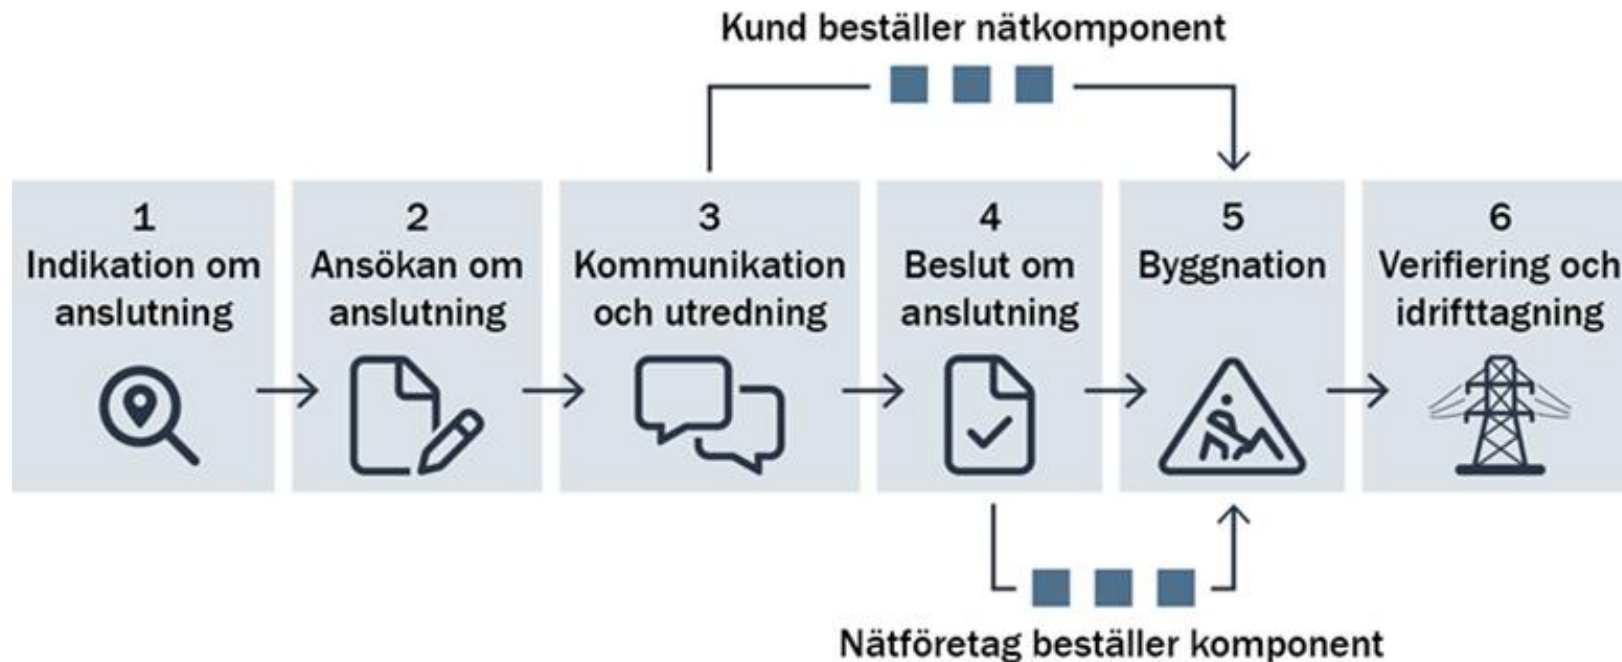 Kund beställer nätkomponent
1
Indikation om
anslutning
2
Ansökan om
anslutning
3
Kommunikation
och utredning
4
Beslut om
anslutning
5
Byggnation
6
Verifiering och
idrifttagning
Nätföretag beställer komponent